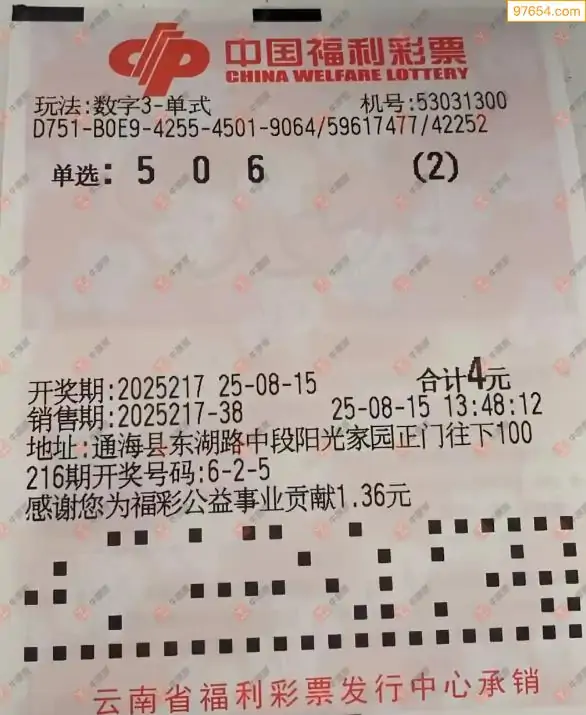 97654.com
中国福利彩票
CHINA WELFARE LOTTERY
玩法:数字3-单式 机号:53031300
D751-B0E9-4255-4501-9064/59617477/42252
单选: 5 0 6 (2)
开奖期:2025217 25-08-15 合计4元
销售期:2025217-38 25-08-15 13:48:12
地址:通海县东湖路中段阳光家园正门往下100
216期开奖号码:6-2-5
感谢您为福彩公益事业贡献1.36元
云南省福利彩票发行中心承销